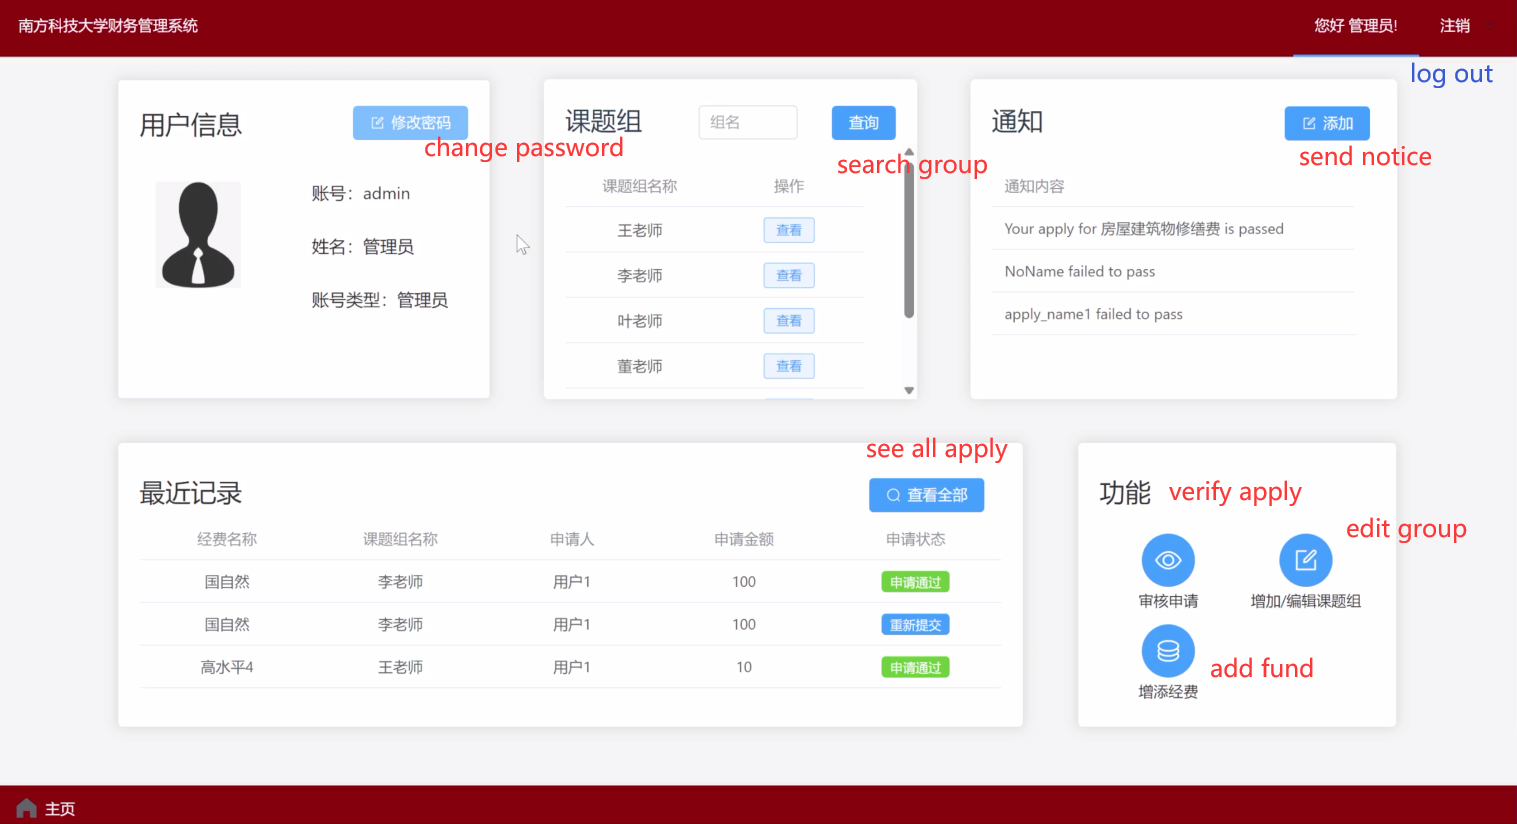 南方科技大学财务管理系统
您好 管理员!
注销
log out
用户信息
修改密码
change password
账号：admin
姓名：管理员
账号类型：管理员
课题组
组名
查询
search group
课题组名称 操作
王老师 查看
李老师 查看
叶老师 查看
董老师 查看
通知
添加
send notice
通知内容
Your apply for 房屋建筑物修缮费 is passed
NoName failed to pass
apply_name1 failed to pass
see all apply
最近记录
查看全部
经费名称 课题组名称 申请人 申请金额 申请状态
国自然 李老师 用户1 100 申请通过
国自然 李老师 用户1 100 重新提交
高水平4 王老师 用户1 10 申请通过
功能
verify apply
edit group
审核申请
增加/编辑课题组
add fund
增添经费
主页